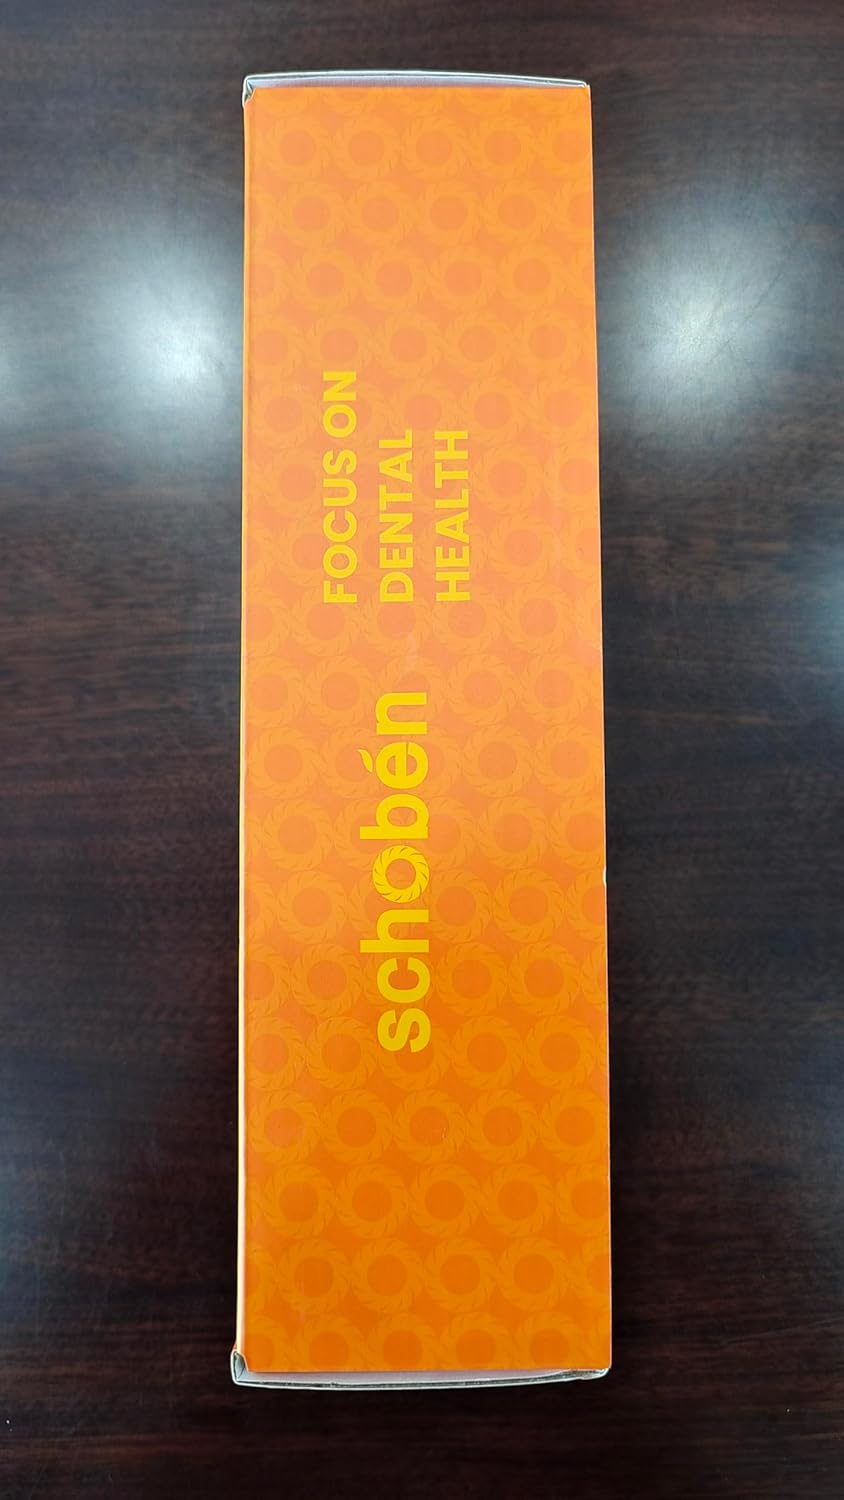 schobén
FOCUS ON
DENTAL
HEALTH